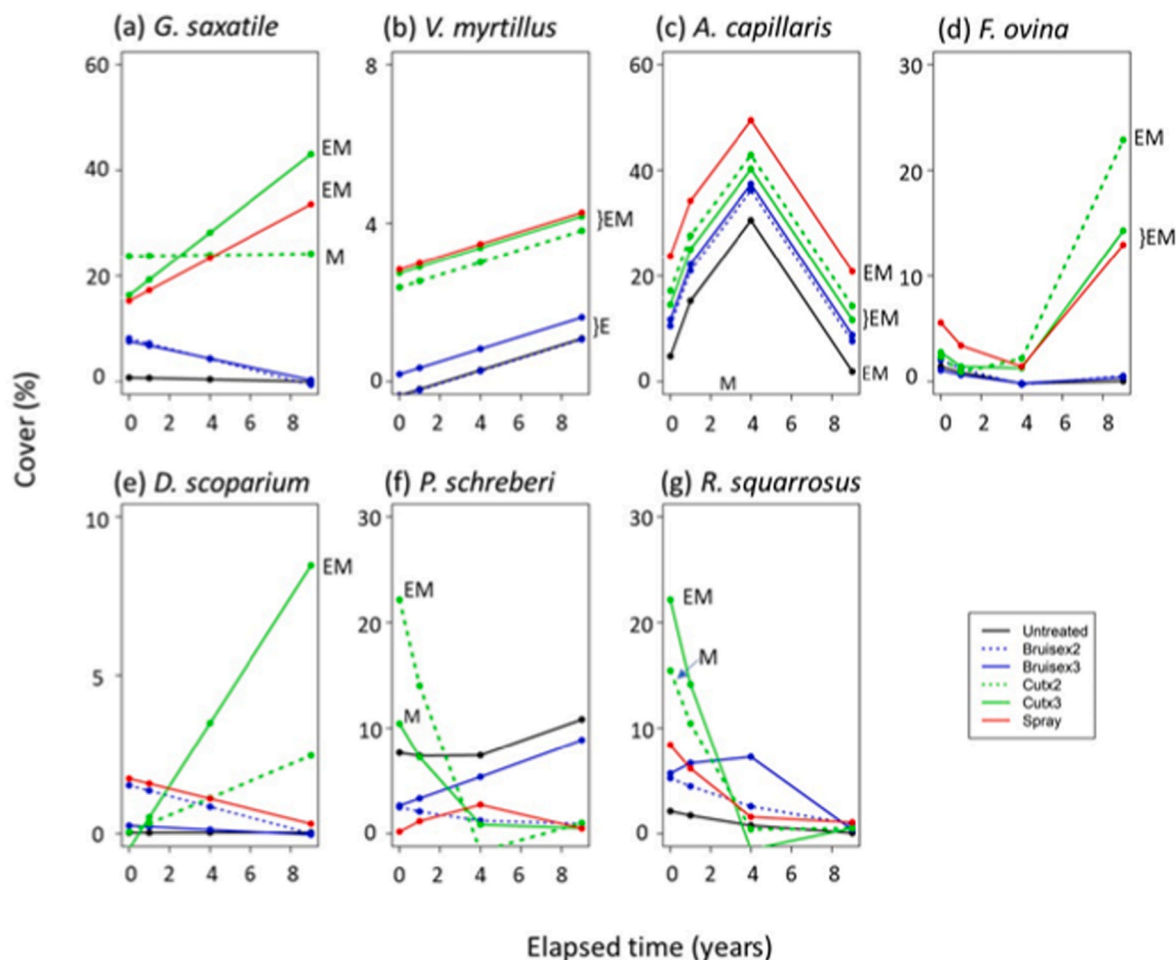 (a) G. saxatile
60
40
20
0
EM
EM
M
0 2 4 6 8
(b) V. myrtillus
8
4
0
}EM
}E
0 2 4 6 8
(c) A. capillaris
60
40
20
0
EM
}EM
EM
M
0 2 4 6 8
(d) F. ovina
30
20
10
0
EM
}EM
0 2 4 6 8
Cover (%)
(e) D. scoparium
10
5
0
EM
0 2 4 6 8
(f) P. schreberi
30
20
10
0
EM
M
0 2 4 6 8
(g) R. squarrosus
30
20
10
0
EM
M
0 2 4 6 8
Untreated
Bruisex2
Bruisex3
Cutx2
Cutx3
Spray
Elapsed time (years)